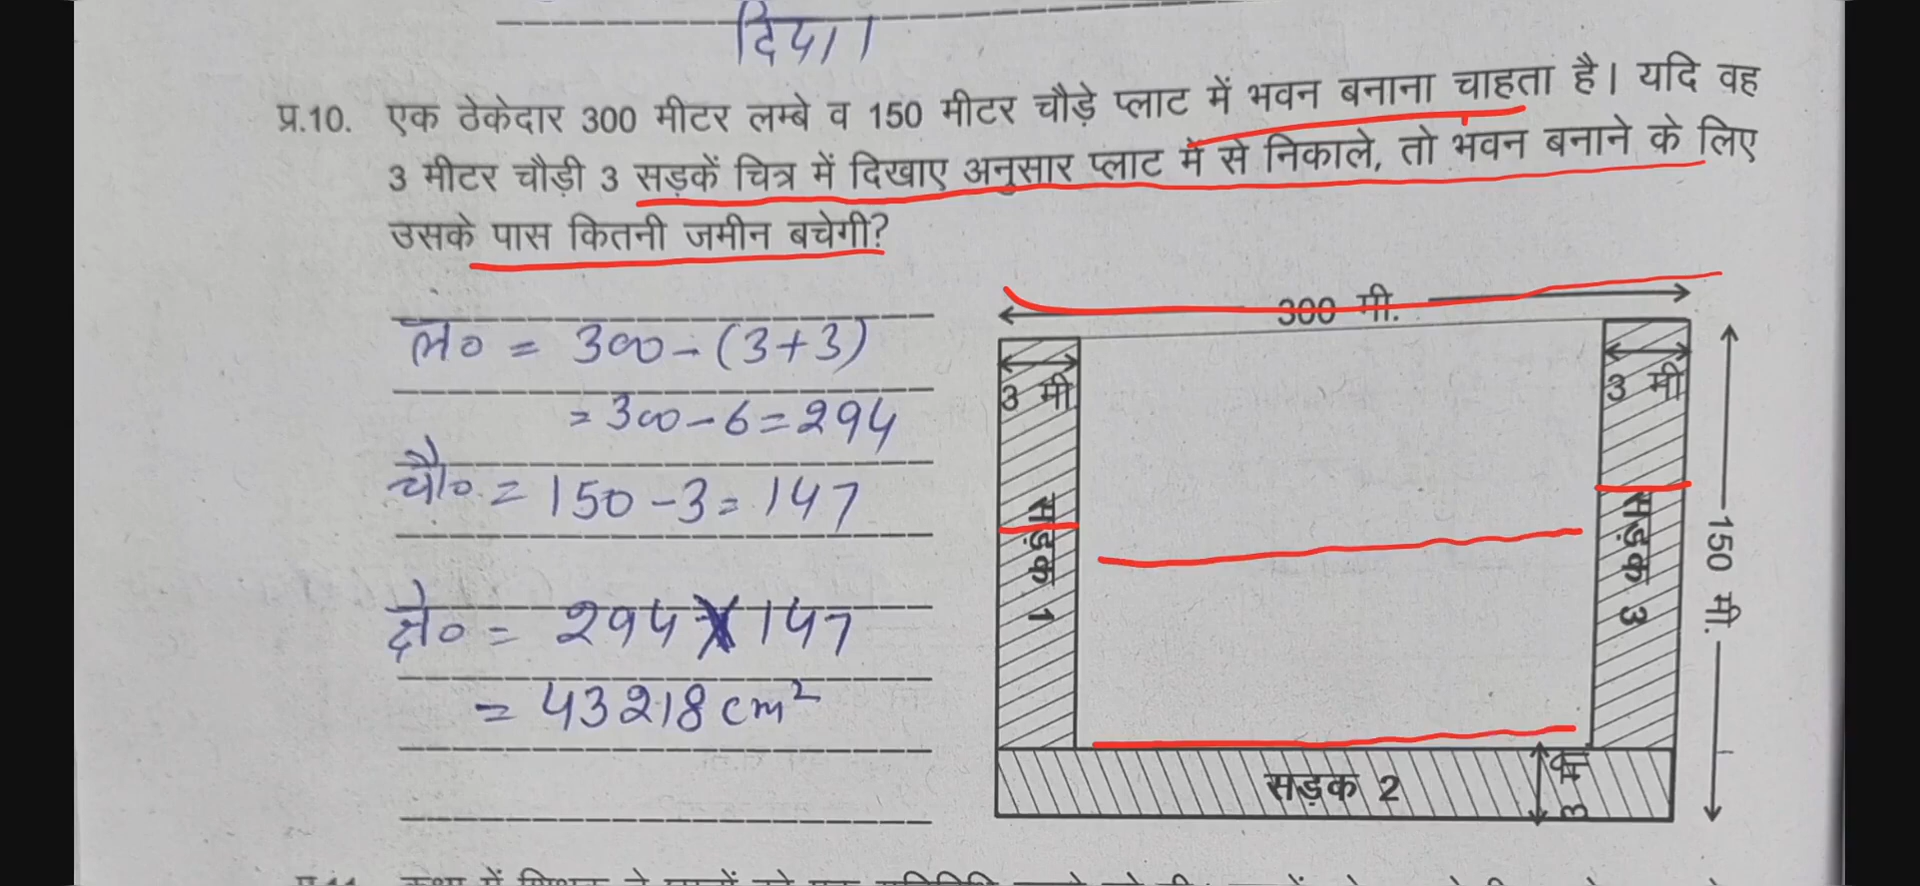 दिया।
प्र.10. एक ठेकेदार 300 मीटर लम्बे व 150 मीटर चौड़े प्लाट में भवन बनाना चाहता है। यदि वह
3 मीटर चौड़ी 3 सड़कें चित्र में दिखाए अनुसार प्लाट में से निकाले, तो भवन बनाने के लिए
उसके पास कितनी जमीन बचेगी?
ल० = 300 - (3+3)
= 300 - 6 = 294
चौ० = 150 - 3 = 147
क्षे० = 294 X 147
= 43218 cm²
300 मी.
3 मी
3 मी
सड़क 1
सड़क 3
150 मी.
सड़क 2
3 मी